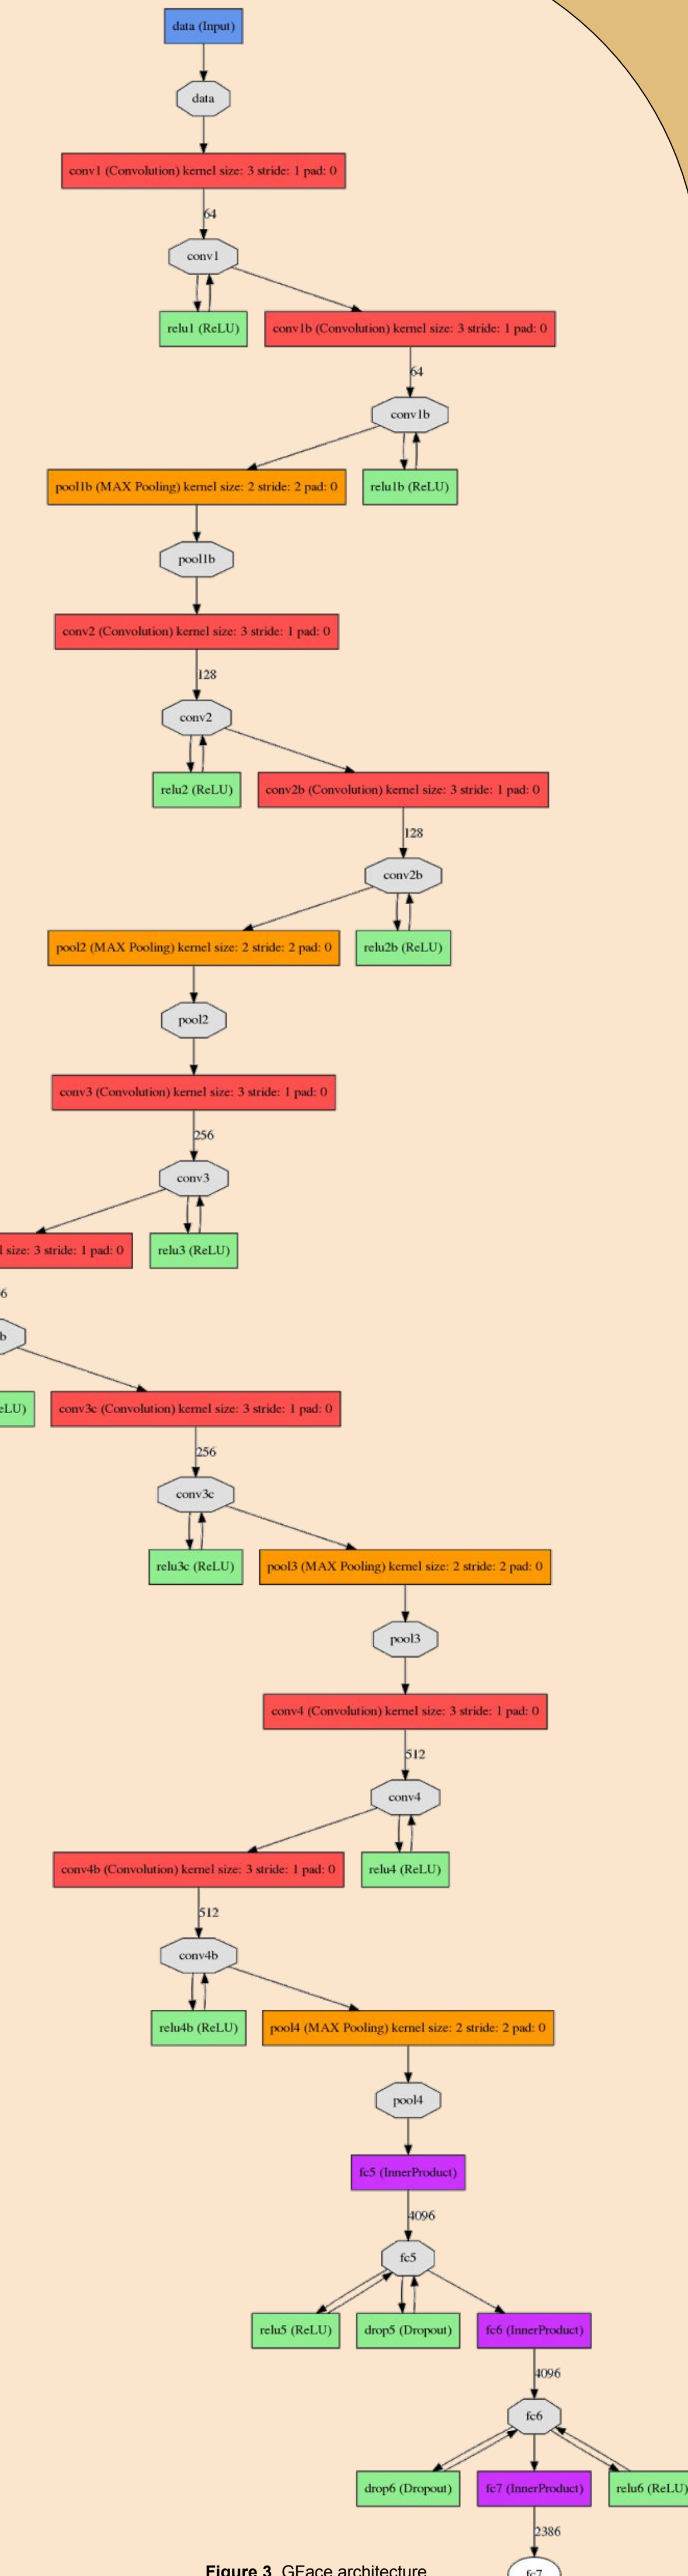 data (Input)
data
conv1 (Convolution) kernel size: 3 stride: 1 pad: 0
64
conv1
relu1 (ReLU)
conv1b (Convolution) kernel size: 3 stride: 1 pad: 0
64
conv1b
pool1b (MAX Pooling) kernel size: 2 stride: 2 pad: 0
relu1b (ReLU)
pool1b
conv2 (Convolution) kernel size: 3 stride: 1 pad: 0
128
conv2
relu2 (ReLU)
conv2b (Convolution) kernel size: 3 stride: 1 pad: 0
128
conv2b
pool2 (MAX Pooling) kernel size: 2 stride: 2 pad: 0
relu2b (ReLU)
pool2
conv3 (Convolution) kernel size: 3 stride: 1 pad: 0
256
conv3
size: 3 stride: 1 pad: 0
relu3 (ReLU)
6
b
eLU)
conv3c (Convolution) kernel size: 3 stride: 1 pad: 0
256
conv3c
relu3c (ReLU)
pool3 (MAX Pooling) kernel size: 2 stride: 2 pad: 0
pool3
conv4 (Convolution) kernel size: 3 stride: 1 pad: 0
512
conv4
conv4b (Convolution) kernel size: 3 stride: 1 pad: 0
relu4 (ReLU)
512
conv4b
relu4b (ReLU)
pool4 (MAX Pooling) kernel size: 2 stride: 2 pad: 0
pool4
fc5 (InnerProduct)
4096
fc5
relu5 (ReLU)
drop5 (Dropout)
fc6 (InnerProduct)
4096
fc6
drop6 (Dropout)
fc7 (InnerProduct)
relu6 (ReLU)
2386
fc7
Figure 3. GFace architecture